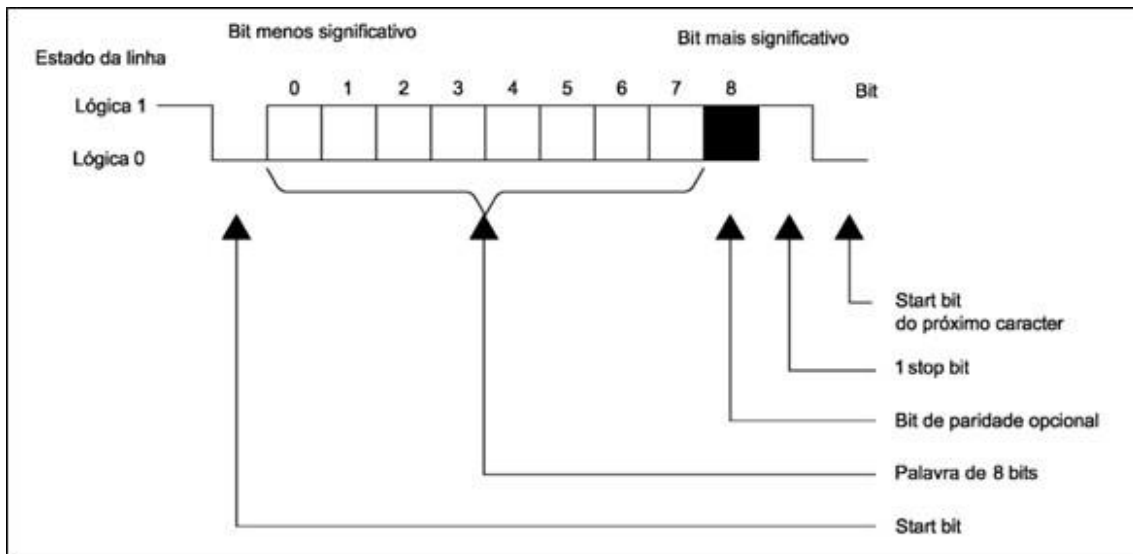 Bit menos significativo
Bit mais significativo
Estado da linha
0 1 2 3 4 5 6 7 8 Bit
Lógica 1
Lógica 0
Start bit
do próximo caracter
1 stop bit
Bit de paridade opcional
Palavra de 8 bits
Start bit